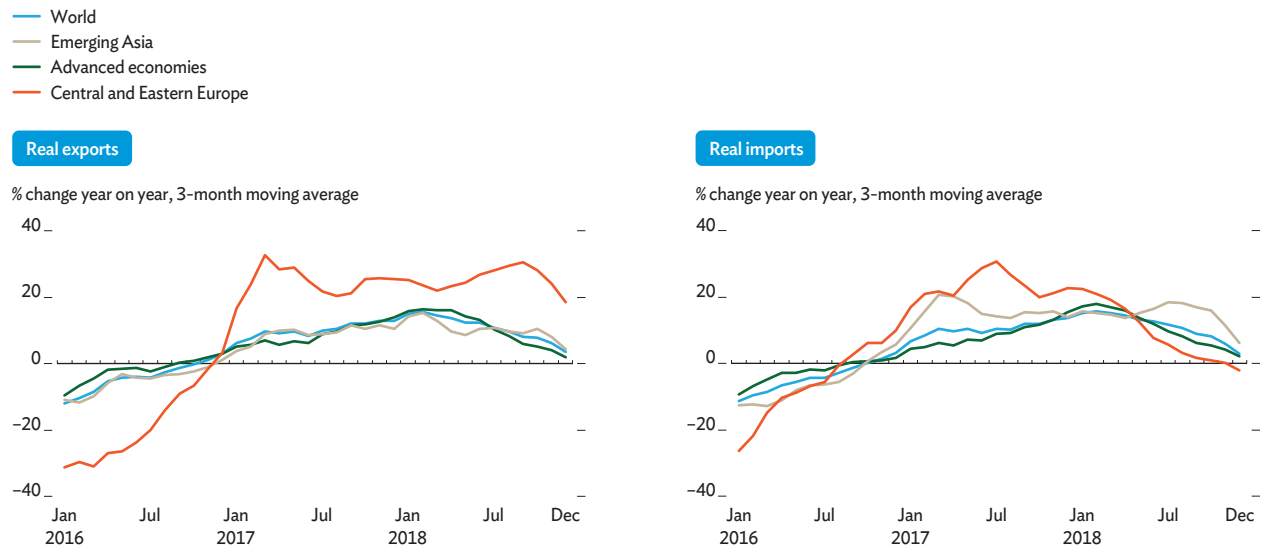 World
Emerging Asia
Advanced economies
Central and Eastern Europe
Real exports
% change year on year, 3-month moving average
40
20
0
–20
–40
Jan Jul Jan Jul Jan Jul Dec
2016 2017 2018
Real imports
% change year on year, 3-month moving average
40
20
0
–20
–40
Jan Jul Jan Jul Jan Jul Dec
2016 2017 2018